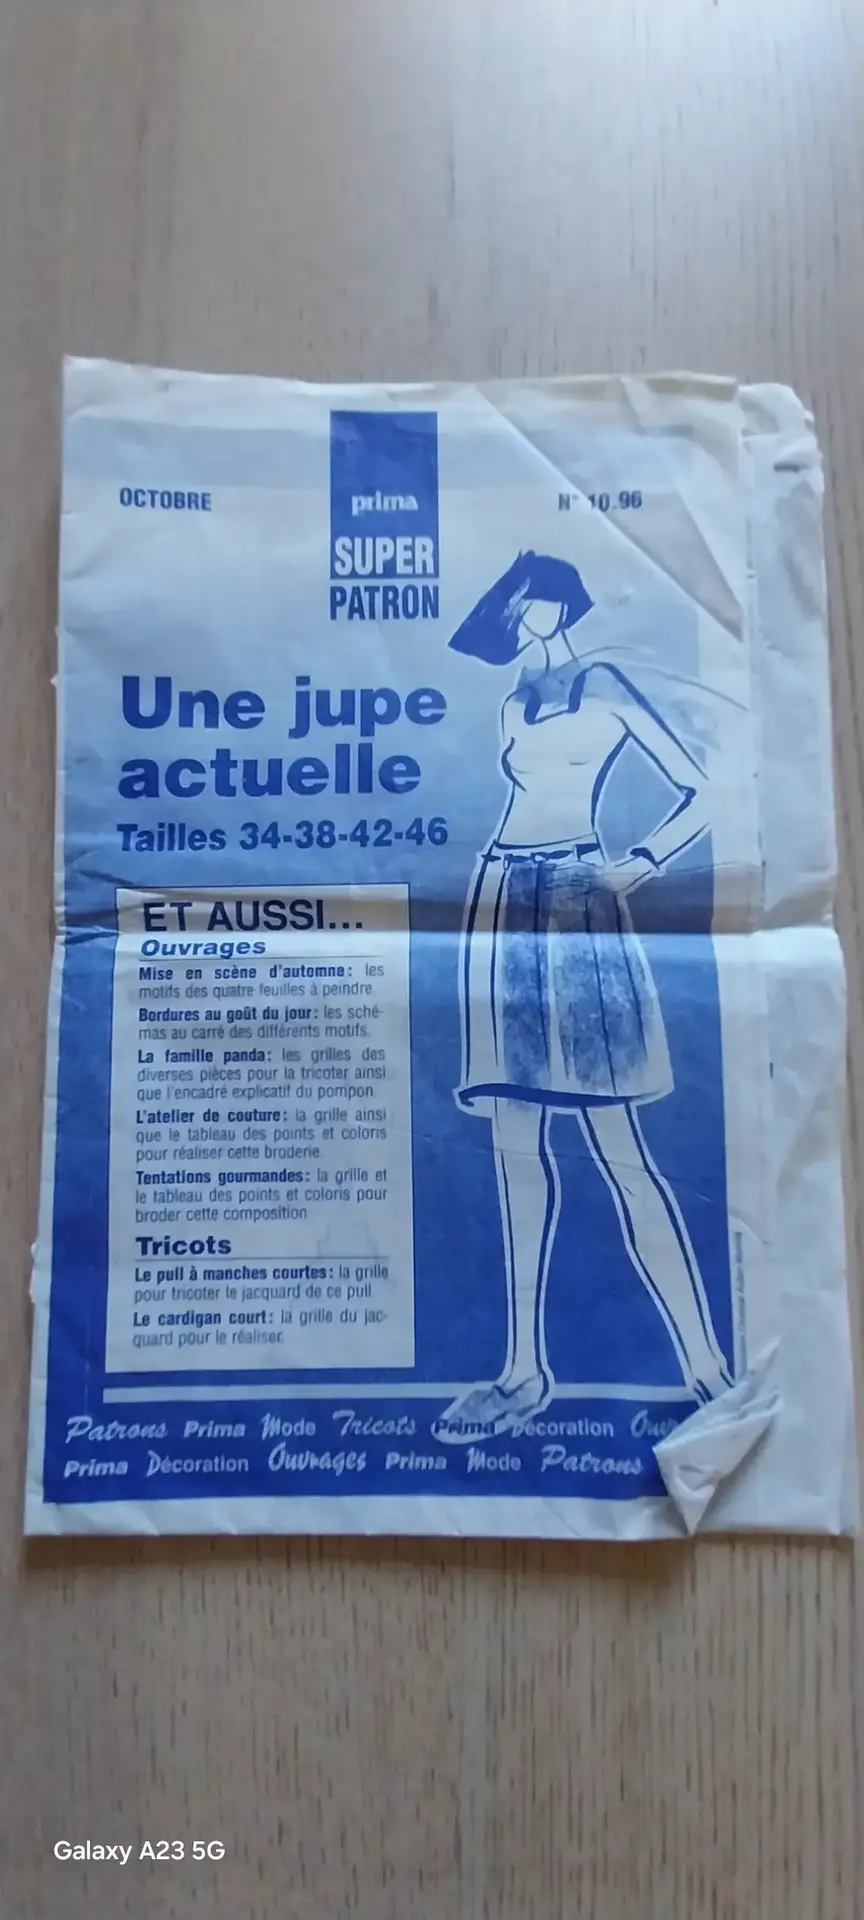 OCTOBRE
prima
N° 10.96
SUPER
PATRON
Une jupe
actuelle
Tailles 34-38-42-46
ET AUSSI...
Ouvrages
Mise en scène d'automne: les
motifs des quatre feuilles à peindre.
Bordures au goût du jour: les sché-
mas au carré des différents motifs.
La famille panda: les grilles des
diverses pièces pour la tricoter ainsi
que l'encadré explicatif du pompon.
L'atelier de couture: la grille ainsi
que le tableau des points et coloris
pour réaliser cette broderie.
Tentations gourmandes: la grille et
le tableau des points et coloris pour
broder cette composition
Tricots
Le pull à manches courtes: la grille
pour tricoter le jacquard de ce pull.
Le cardigan court: la grille du jac-
quard pour le réaliser.
Patrons Prima Mode Tricots Prima Décoration Ouv
Prima Décoration Ouvrages Prima Mode Patrons
Galaxy A23 5G